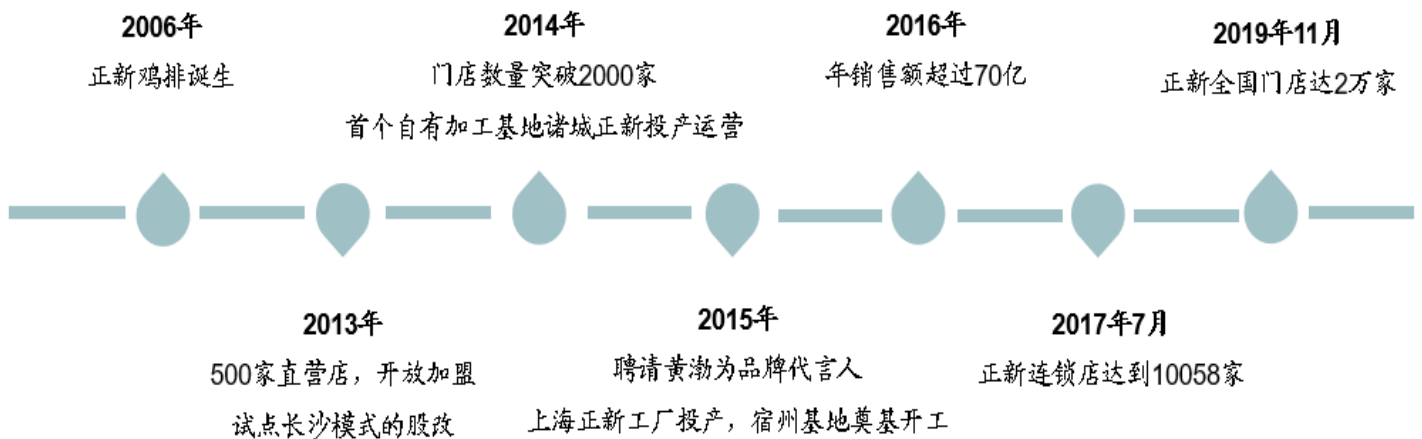 2006年
正新鸡排诞生
2013年
500家直营店，开放加盟
试点长沙模式的股改
2014年
门店数量突破2000家
首个自有加工基地诸城正新投产运营
2015年
聘请黄渤为品牌代言人
上海正新工厂投产，宿州基地奠基开工
2016年
年销售额超过70亿
2017年7月
正新连锁店达到10058家
2019年11月
正新全国门店达2万家